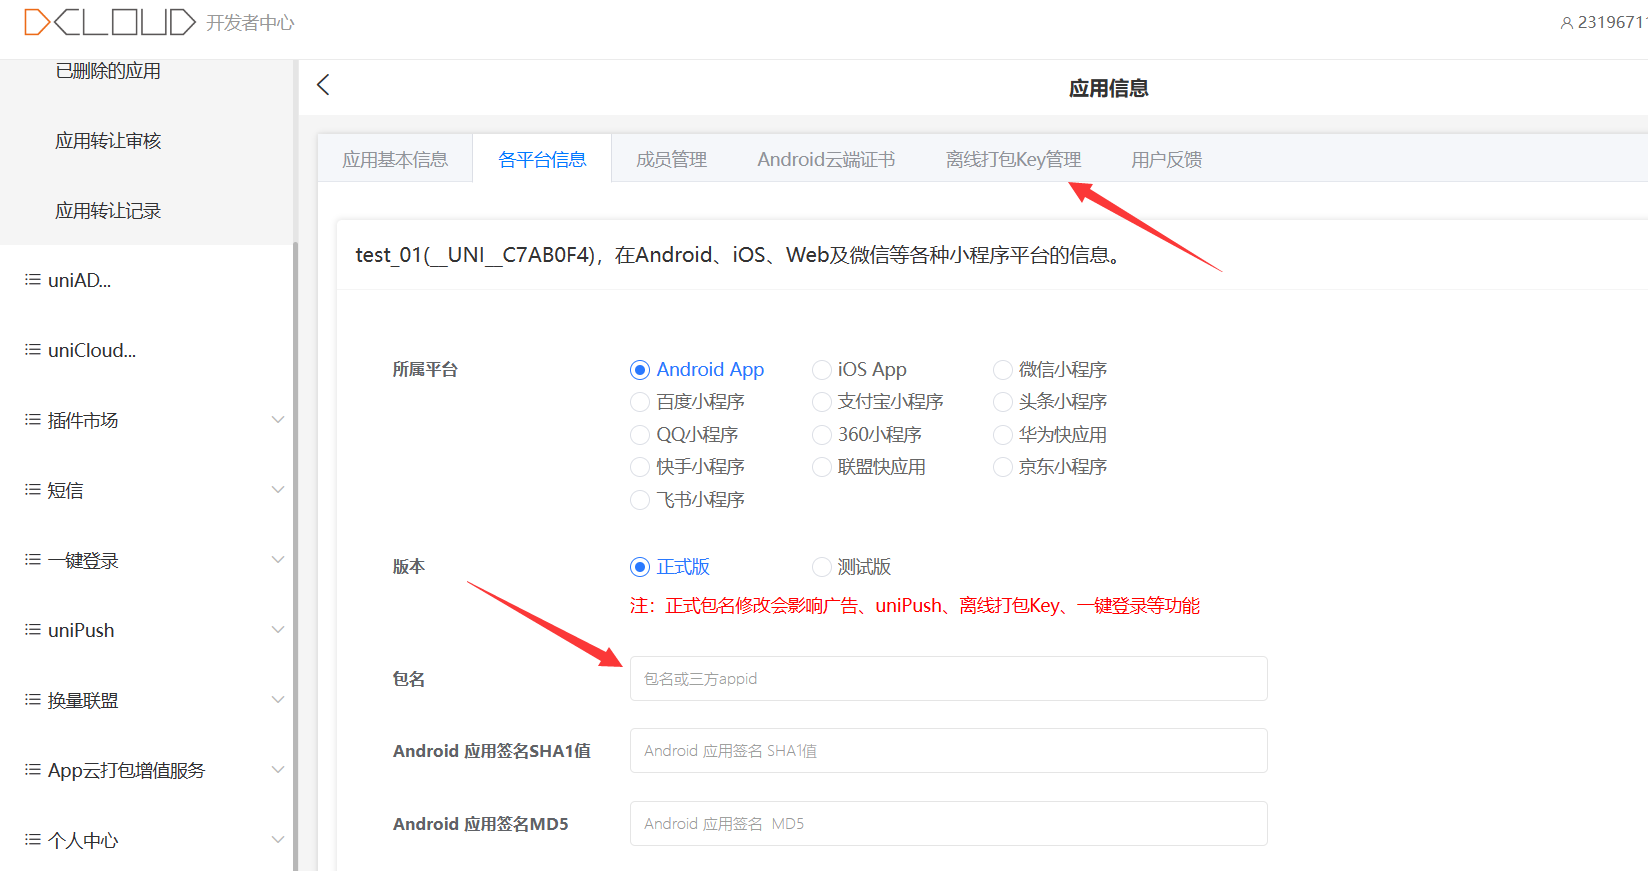 DCLOUD 开发者中心
2319671
已删除的应用
应用转让审核
应用转让记录
uniAD...
uniCloud...
插件市场
短信
一键登录
uniPush
换量联盟
App云打包增值服务
个人中心
应用信息
应用基本信息 各平台信息 成员管理 Android云端证书 离线打包Key管理 用户反馈
test_01(__UNI__C7AB0F4)，在Android、iOS、Web及微信等各种小程序平台的信息。
所属平台 Android App iOS App 微信小程序
百度小程序 支付宝小程序 头条小程序
QQ小程序 360小程序 华为快应用
快手小程序 联盟快应用 京东小程序
飞书小程序
版本 正式版 测试版
注：正式包名修改会影响广告、uniPush、离线打包Key、一键登录等功能
包名 包名或三方appid
Android 应用签名SHA1值 Android 应用签名 SHA1值
Android 应用签名MD5 Android 应用签名 MD5